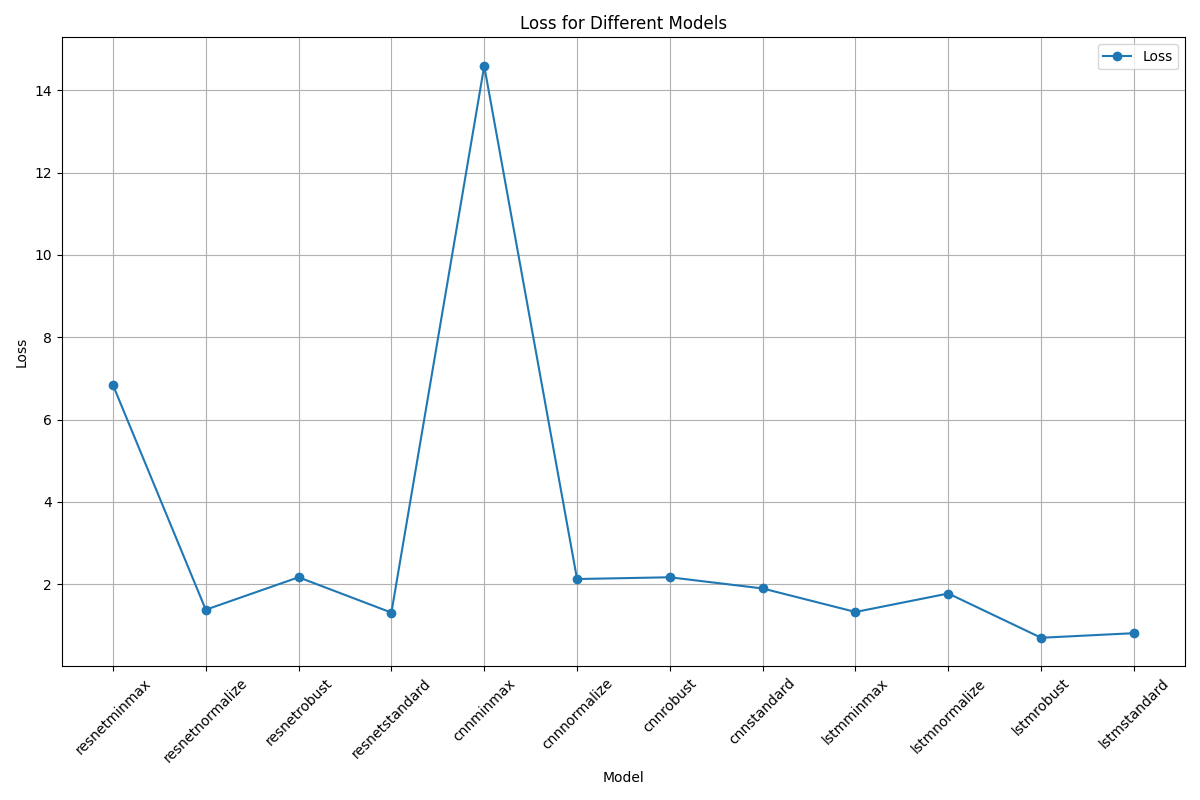 Loss for Different Models
Loss
14
12
10
8
6
4
2
Loss
resnetminmax
resnetnormalize
resnetrobust
resnetstandard
cnnminmax
cnnnormalize
cnnrobust
cnnstandard
lstmminmax
lstmnormalize
lstmrobust
lstmstandard
Model